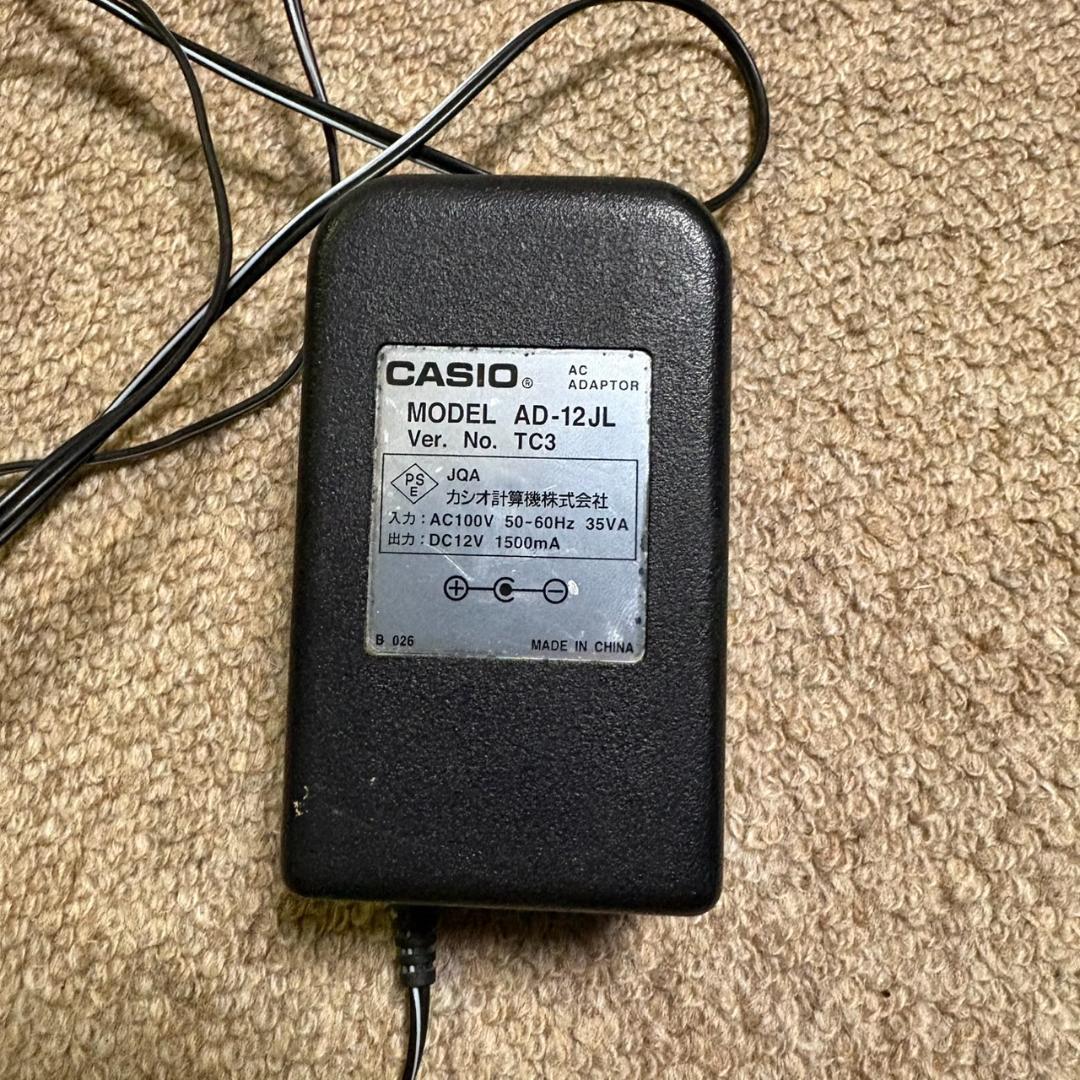 CASIO® AC
ADAPTOR
MODEL AD-12JL
Ver. No. TC3
PS
E
JQA
カシオ計算機株式会社
入力：AC100V 50-60Hz 35VA
出力：DC12V 1500mA
B 026 MADE IN CHINA